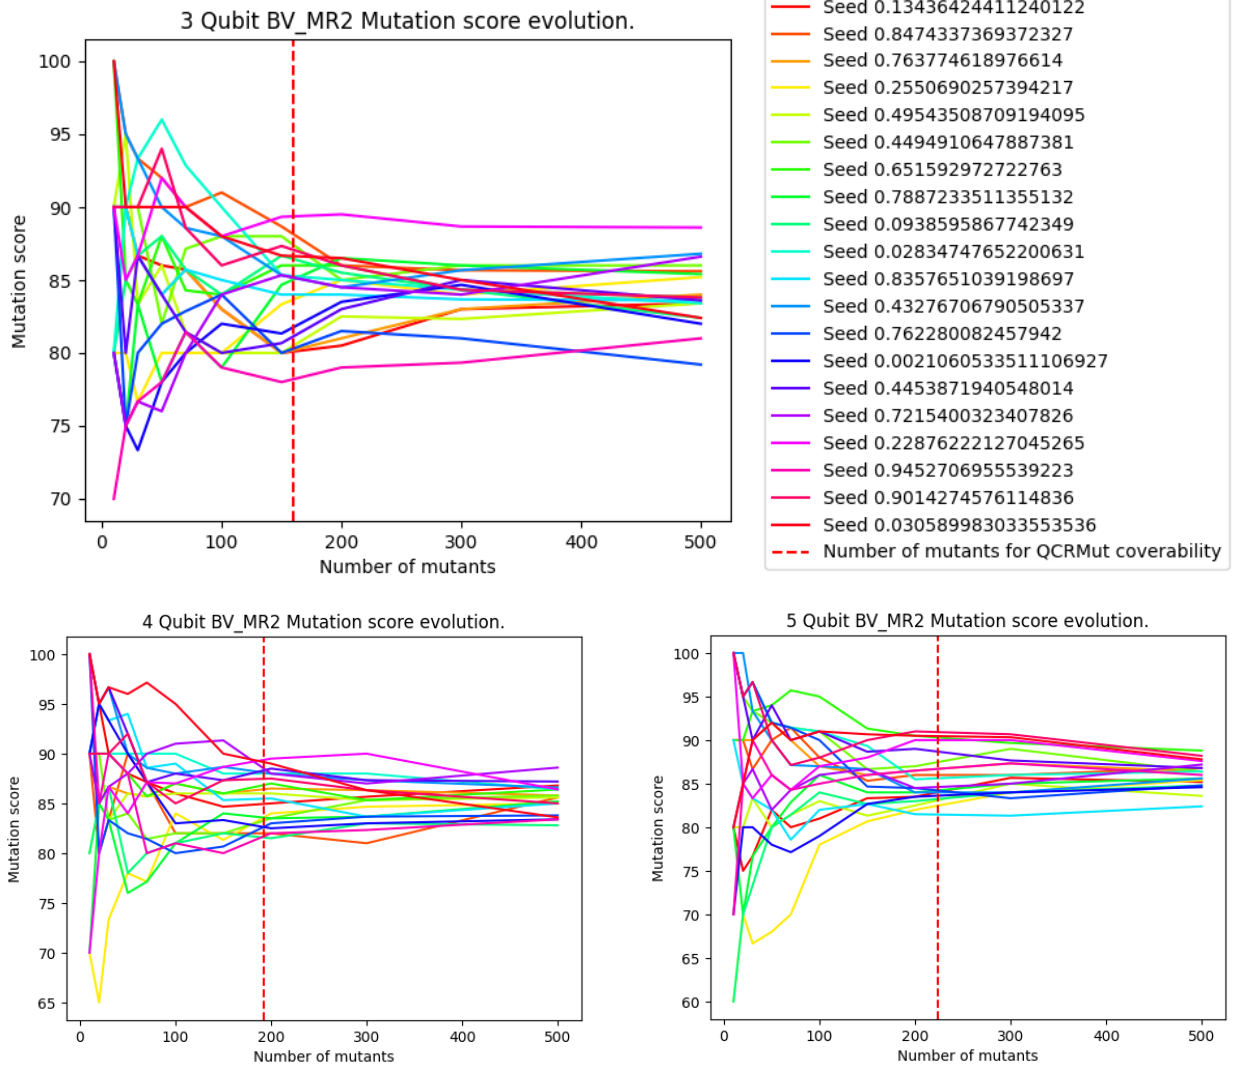 3 Qubit BV_MR2 Mutation score evolution.
Mutation score
100
95
90
85
80
75
70
0 100 200 300 400 500
Number of mutants
Seed 0.13436424411240122
Seed 0.8474337369372327
Seed 0.763774618976614
Seed 0.2550690257394217
Seed 0.49543508709194095
Seed 0.4494910647887381
Seed 0.651592972722763
Seed 0.7887233511355132
Seed 0.0938595867742349
Seed 0.02834747652200631
Seed 0.8357651039198697
Seed 0.43276706790505337
Seed 0.762280082457942
Seed 0.0021060533511106927
Seed 0.4453871940548014
Seed 0.7215400323407826
Seed 0.22876222127045265
Seed 0.9452706955539223
Seed 0.9014274576114836
Seed 0.030589983033553536
Number of mutants for QCRMut coverability
4 Qubit BV_MR2 Mutation score evolution.
Mutation score
100
95
90
85
80
75
70
65
0 100 200 300 400 500
Number of mutants
5 Qubit BV_MR2 Mutation score evolution.
Mutation score
100
95
90
85
80
75
70
65
60
0 100 200 300 400 500
Number of mutants